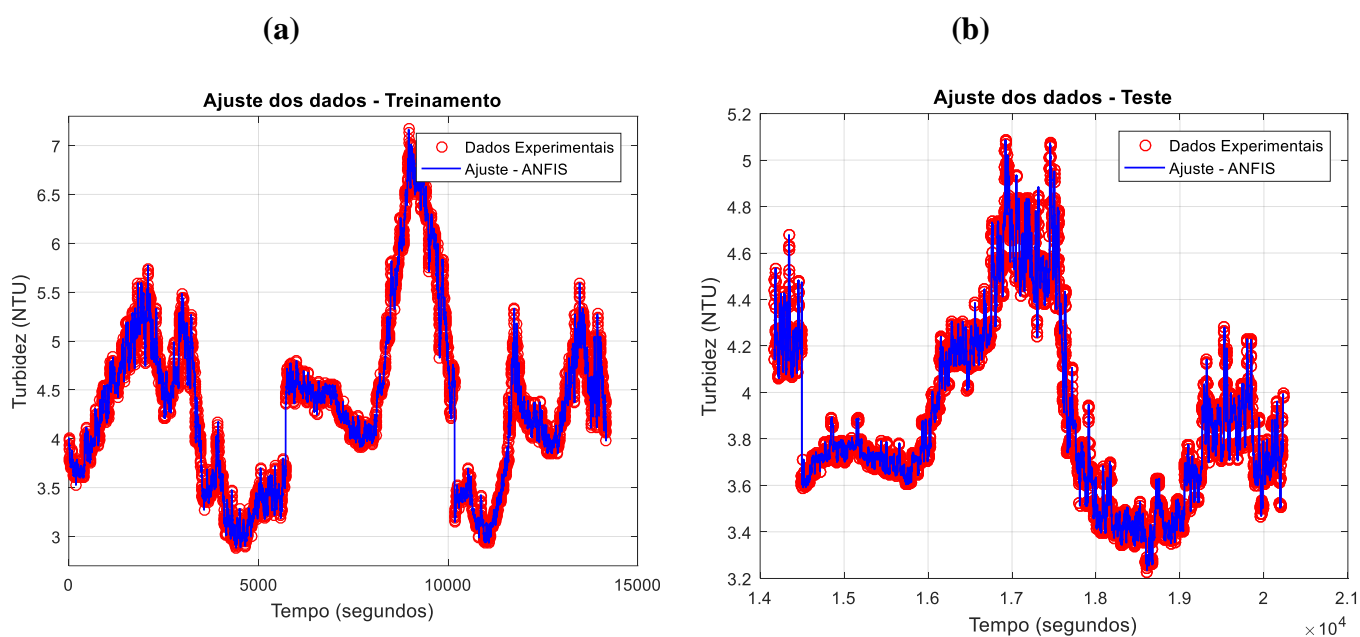 (a)
Ajuste dos dados - Treinamento
Dados Experimentais
Ajuste - ANFIS
Turbidez (NTU)
7
6.5
6
5.5
5
4.5
4
3.5
3
0
5000
10000
15000
Tempo (segundos)
(b)
Ajuste dos dados - Teste
Dados Experimentais
Ajuste - ANFIS
Turbidez (NTU)
5.2
5
4.8
4.6
4.4
4.2
4
3.8
3.6
3.4
3.2
1.4
1.5
1.6
1.7
1.8
1.9
2
2.1
×10⁴
Tempo (segundos)